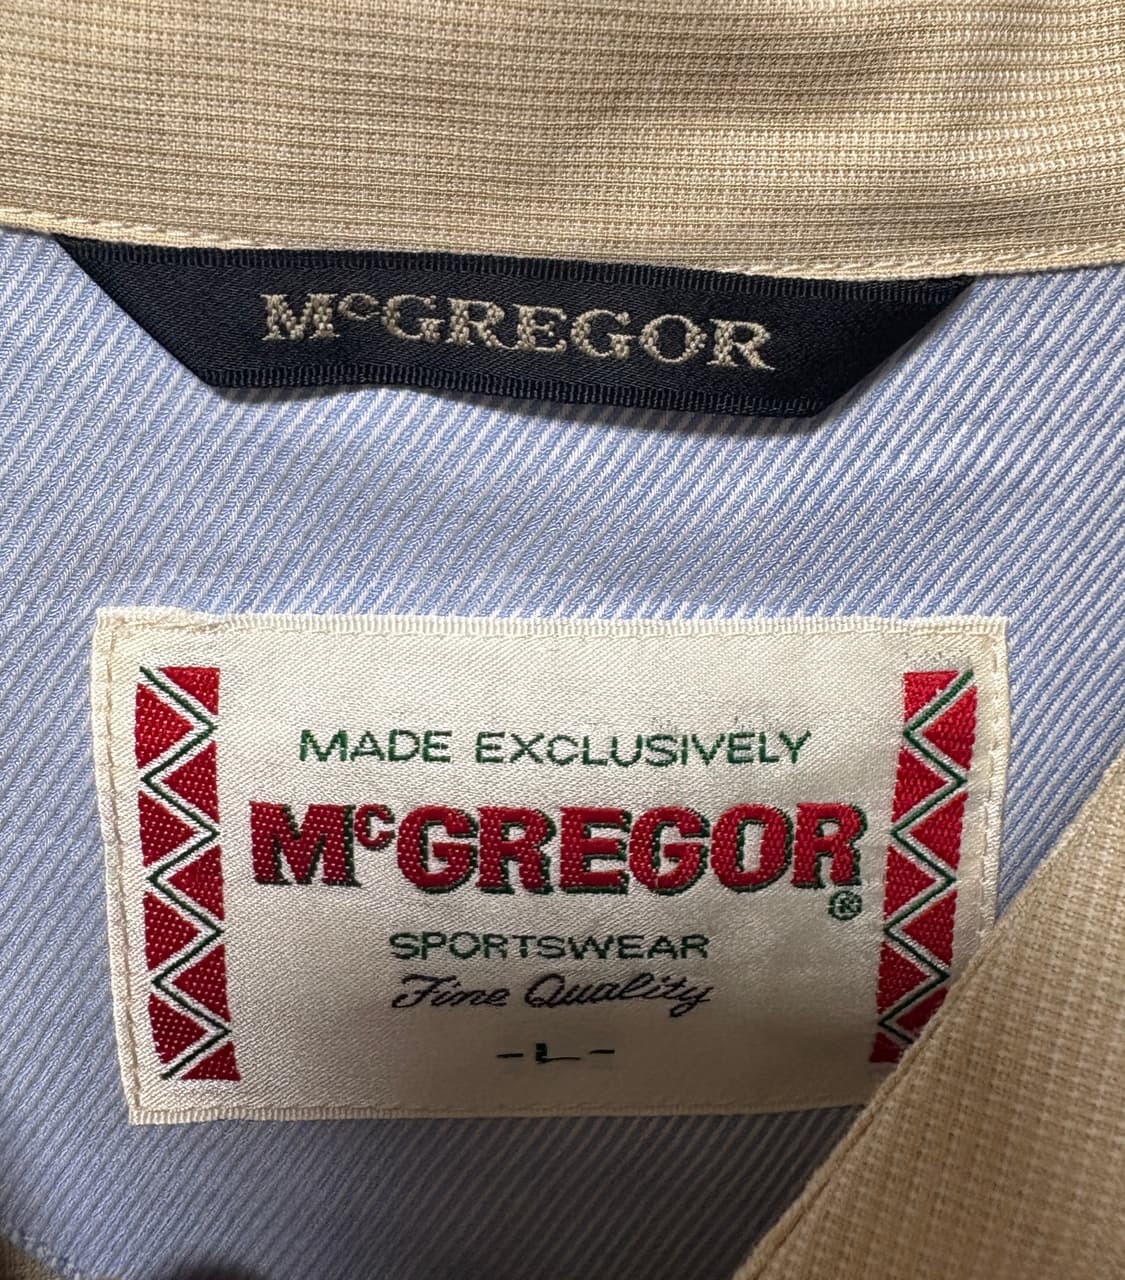 McGREGOR
MADE EXCLUSIVELY
McGREGOR®
SPORTSWEAR
Fine Quality
-L-